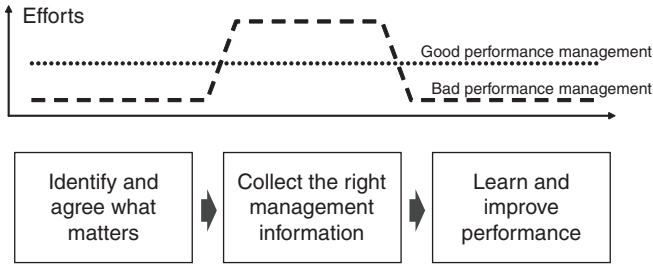 Efforts
Good performance management
Bad performance management
Identify and
agree what
matters
Collect the right
management
information
Learn and
improve
performance